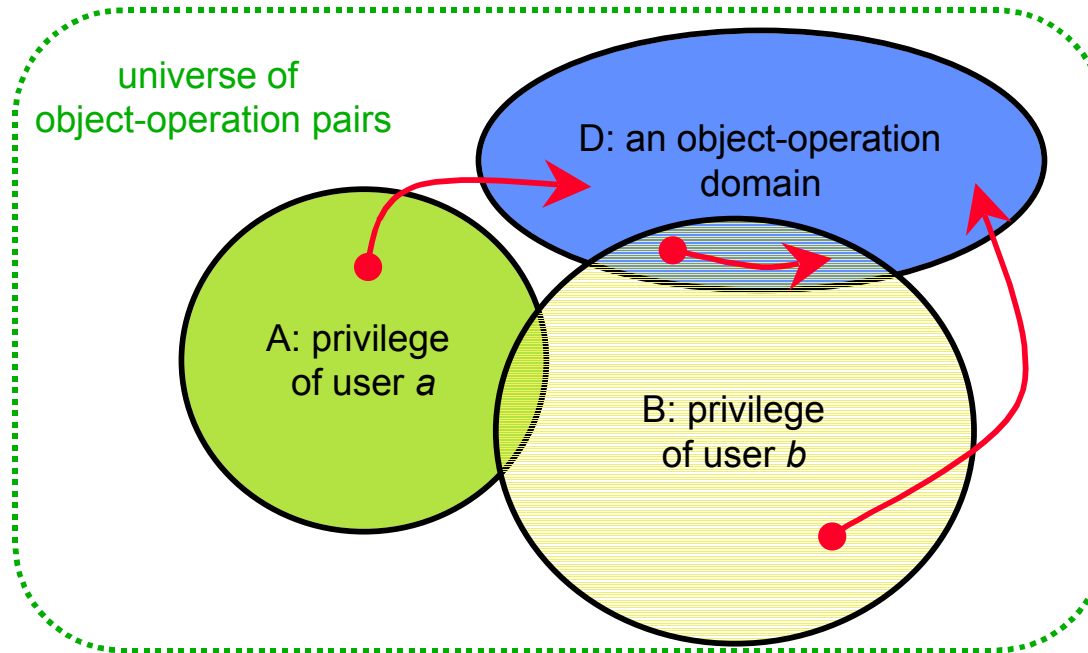 universe of
object-operation pairs
D: an object-operation
domain
A: privilege
of user a
B: privilege
of user b